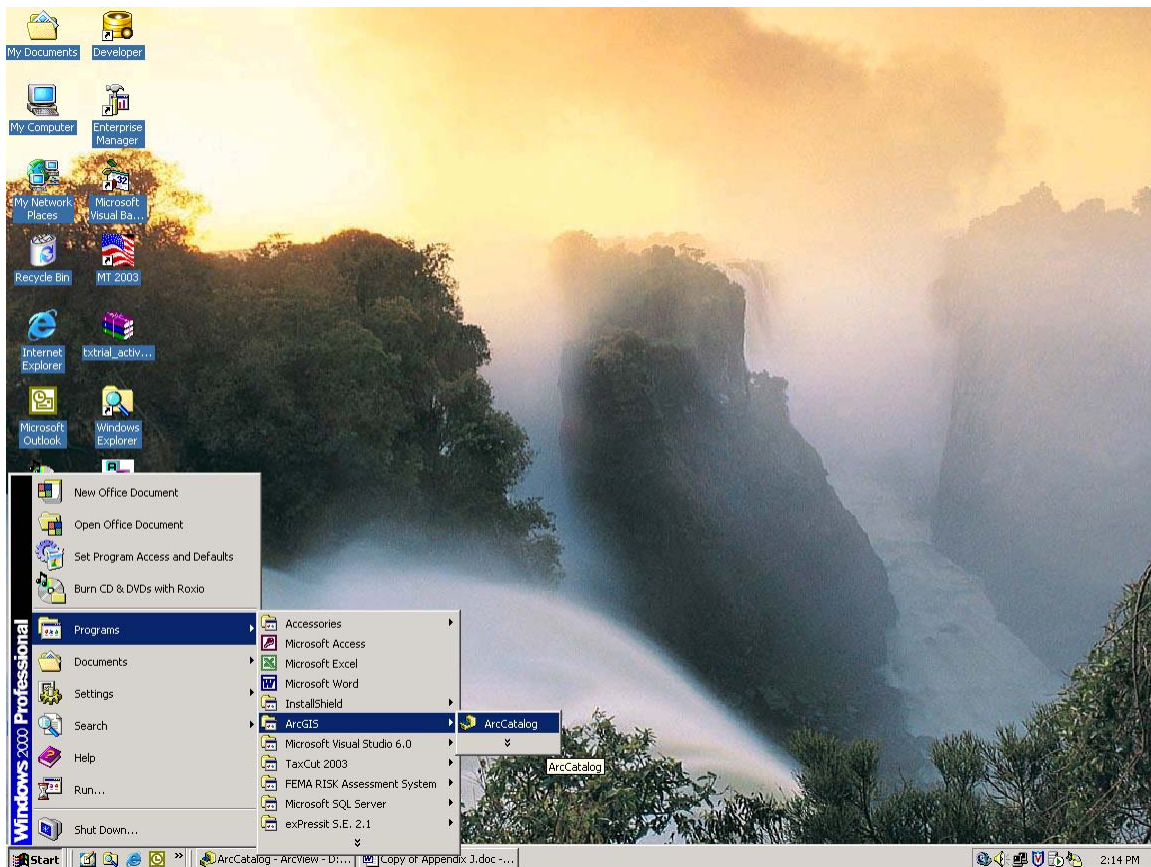 My Documents
Developer
My Computer
Enterprise
Manager
My Network
Places
Microsoft
Visual Ba...
Recycle Bin
MT 2003
Internet
Explorer
txtrial_activ...
Microsoft
Outlook
Windows
Explorer
New Office Document
Open Office Document
Set Program Access and Defaults
Burn CD & DVDs with Roxio
Programs
Documents
Settings
Search
Help
Run...
Shut Down...
Windows 2000 Professional
Accessories
Microsoft Access
Microsoft Excel
Microsoft Word
InstallShield
ArcGIS
Microsoft Visual Studio 6.0
TaxCut 2003
FEMA RISK Assessment System
Microsoft SQL Server
exPressit S.E. 2.1
ArcCatalog
ArcCatalog
Start
»
ArcCatalog - ArcView - D:...
Copy of Appendix J.doc -...
2:14 PM